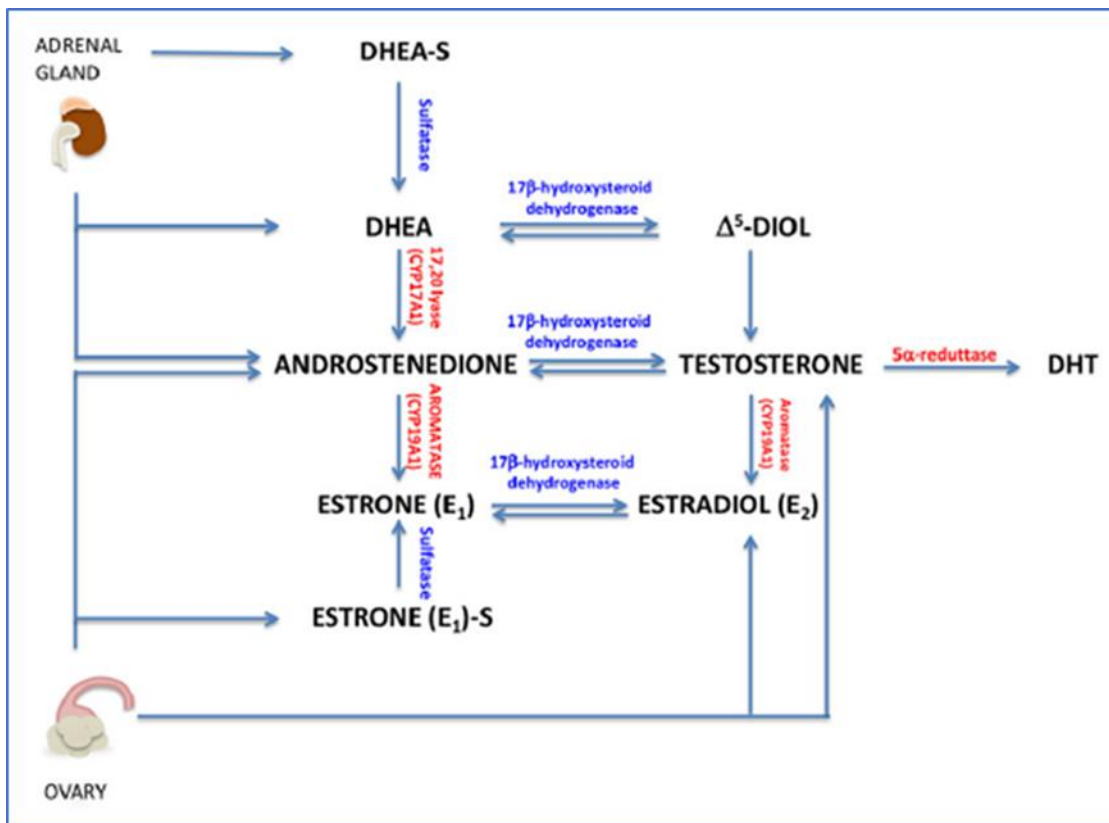 ADRENAL
GLAND
DHEA-S
Sulfatase
17β-hydroxysteroid
dehydrogenase
DHEA
Δ⁵-DIOL
17,20 lyase
(CYP17A1)
17β-hydroxysteroid
dehydrogenase
ANDROSTENEDIONE
TESTOSTERONE
5α-reduttase
DHT
AROMATASE
(CYP19A1)
Aromatase
(CYP19A1)
17β-hydroxysteroid
dehydrogenase
ESTRONE (E₁)
ESTRADIOL (E₂)
Sulfatase
ESTRONE (E₁)-S
OVARY